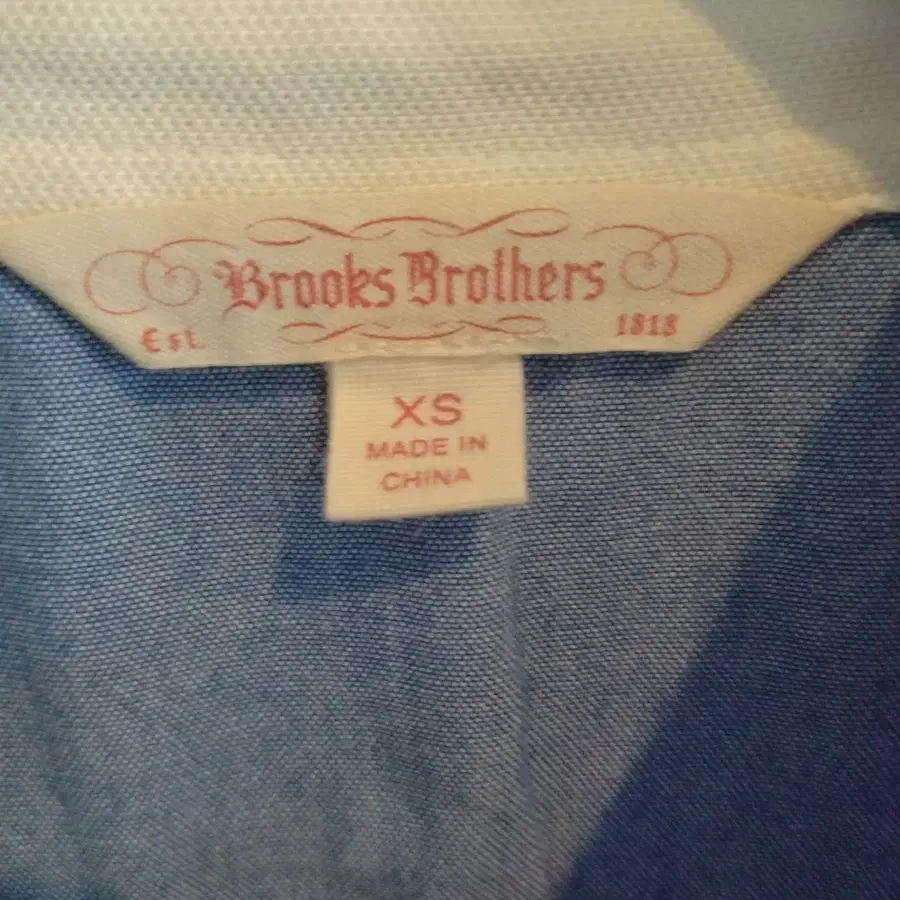 Brooks Brothers
Est. 1818
XS
MADE IN
CHINA